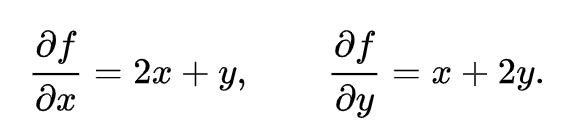 ∂f/∂x = 2x + y, ∂f/∂y = x + 2y.